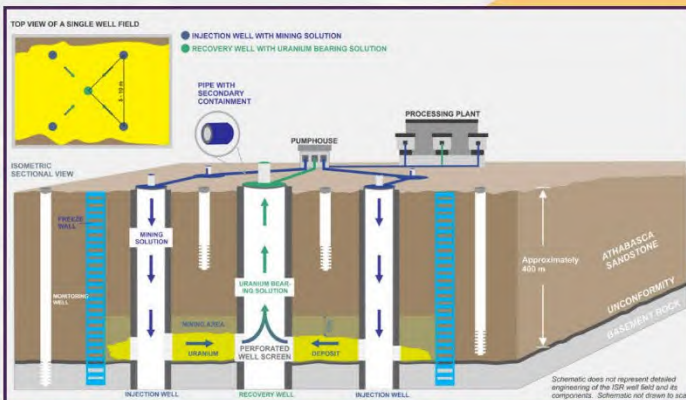 TOP VIEW OF A SINGLE WELL FIELD
INJECTION WELL WITH MINING SOLUTION
RECOVERY WELL WITH URANIUM BEARING SOLUTION
PIPE WITH
SECONDARY
CONTAINMENT
PROCESSING PLANT
PUMPHOUSE
ISOMETRIC
SECTIONAL VIEW
FREEZE
WALL
MINING
SOLUTION
Approximately
400 m
ATHABASCA
SANDSTONE
URANIUM BEAR-
ING SOLUTION
MONITORING
WELL
UNCONFORMITY
MINING AREA
BASEMENT ROCK
URANIUM
PERFORATED
WELL SCREEN
DEPOSIT
INJECTION WELL
RECOVERY WELL
INJECTION WELL
Schematic does not represent detailed
engineering of the ISR well field and its
components. Schematic not drawn to